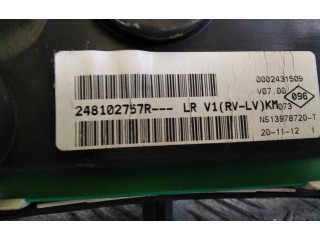 0002431509
V07.00
096
248102757R--- LR V1(RV-LV)KM
073
NS13978720-T
20-11-12 1